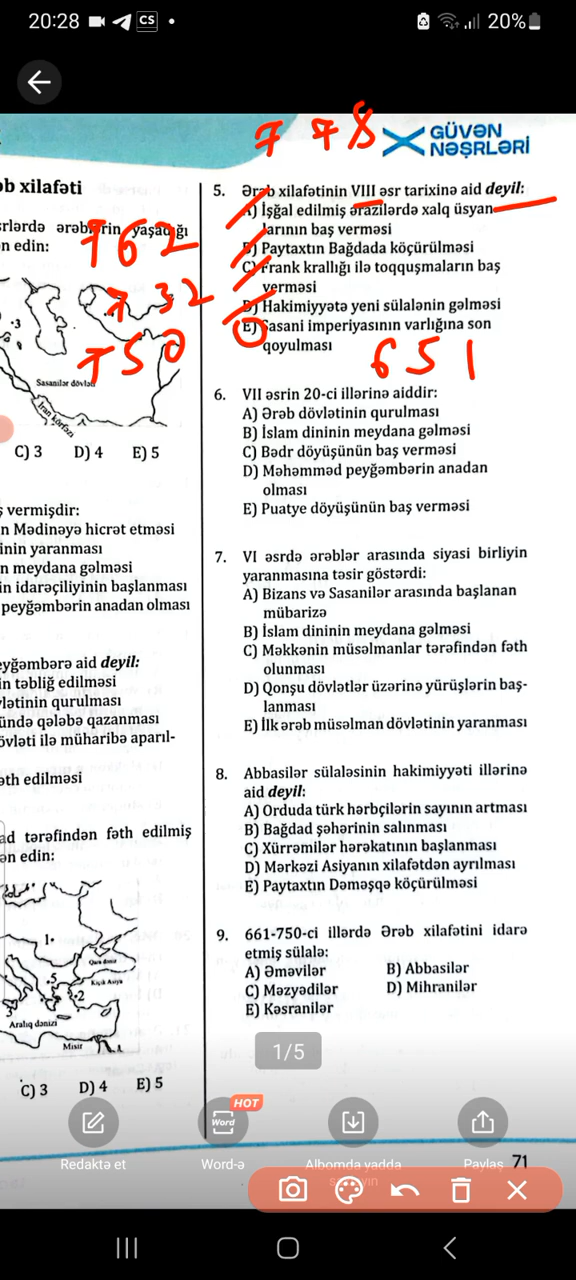 20:28 CS 20%
7 78
GÜVƏN
NƏŞRLƏRİ
əb xilafəti
ərlərdə ərəblərin yaşadığı
n edin:
762
732
750
•3
Sasanilər dövləti
İran körfəzi
C) 3 D) 4 E) 5
ş vermişdir:
n Mədinəyə hicrət etməsi
inin yaranması
n meydana gəlməsi
in idarəçiliyinin başlanması
peyğəmbərin anadan olması
eyğəmbərə aid deyil:
in təbliğ edilməsi
vlətinin qurulması
ündə qələbə qazanması
övləti ilə müharibə aparıl-
əth edilməsi
ad tərəfindən fəth edilmiş
ən edin:
1•
Qara dəniz
•5
Kiçik Asiya
•2
3
Aralıq dənizi
Misir
C) 3 D) 4 E) 5
5. Ərəb xilafətinin VIII əsr tarixinə aid deyil:
A) İşğal edilmiş ərazilərdə xalq üsyan-
larının baş verməsi
B) Paytaxtın Bağdada köçürülməsi
C) Frank krallığı ilə toqquşmaların baş
verməsi
D) Hakimiyyətə yeni sülalənin gəlməsi
E) Sasani imperiyasının varlığına son
qoyulması
651
6. VII əsrin 20-ci illərinə aiddir:
A) Ərəb dövlətinin qurulması
B) İslam dininin meydana gəlməsi
C) Bədr döyüşünün baş verməsi
D) Məhəmməd peyğəmbərin anadan
olması
E) Puatye döyüşünün baş verməsi
7. VI əsrdə ərəblər arasında siyasi birliyin
yaranmasına təsir göstərdi:
A) Bizans və Sasanilər arasında başlanan
mübarizə
B) İslam dininin meydana gəlməsi
C) Məkkənin müsəlmanlar tərəfindən fəth
olunması
D) Qonşu dövlətlər üzərinə yürüşlərin baş-
lanması
E) İlk ərəb müsəlman dövlətinin yaranması
8. Abbasilər sülaləsinin hakimiyyəti illərinə
aid deyil:
A) Orduda türk hərbçilərin sayının artması
B) Bağdad şəhərinin salınması
C) Xürrəmilər hərəkatının başlanması
D) Mərkəzi Asiyanın xilafətdən ayrılması
E) Paytaxtın Dəməşqə köçürülməsi
9. 661-750-ci illərdə Ərəb xilafətini idarə
etmiş sülalə:
A) Əməvilər B) Abbasilər
C) Məzyədilər D) Mihranilər
E) Kəsranilər
1/5
HOT
Word
Redaktə et Word-ə Albomda yadda Paylaş 71